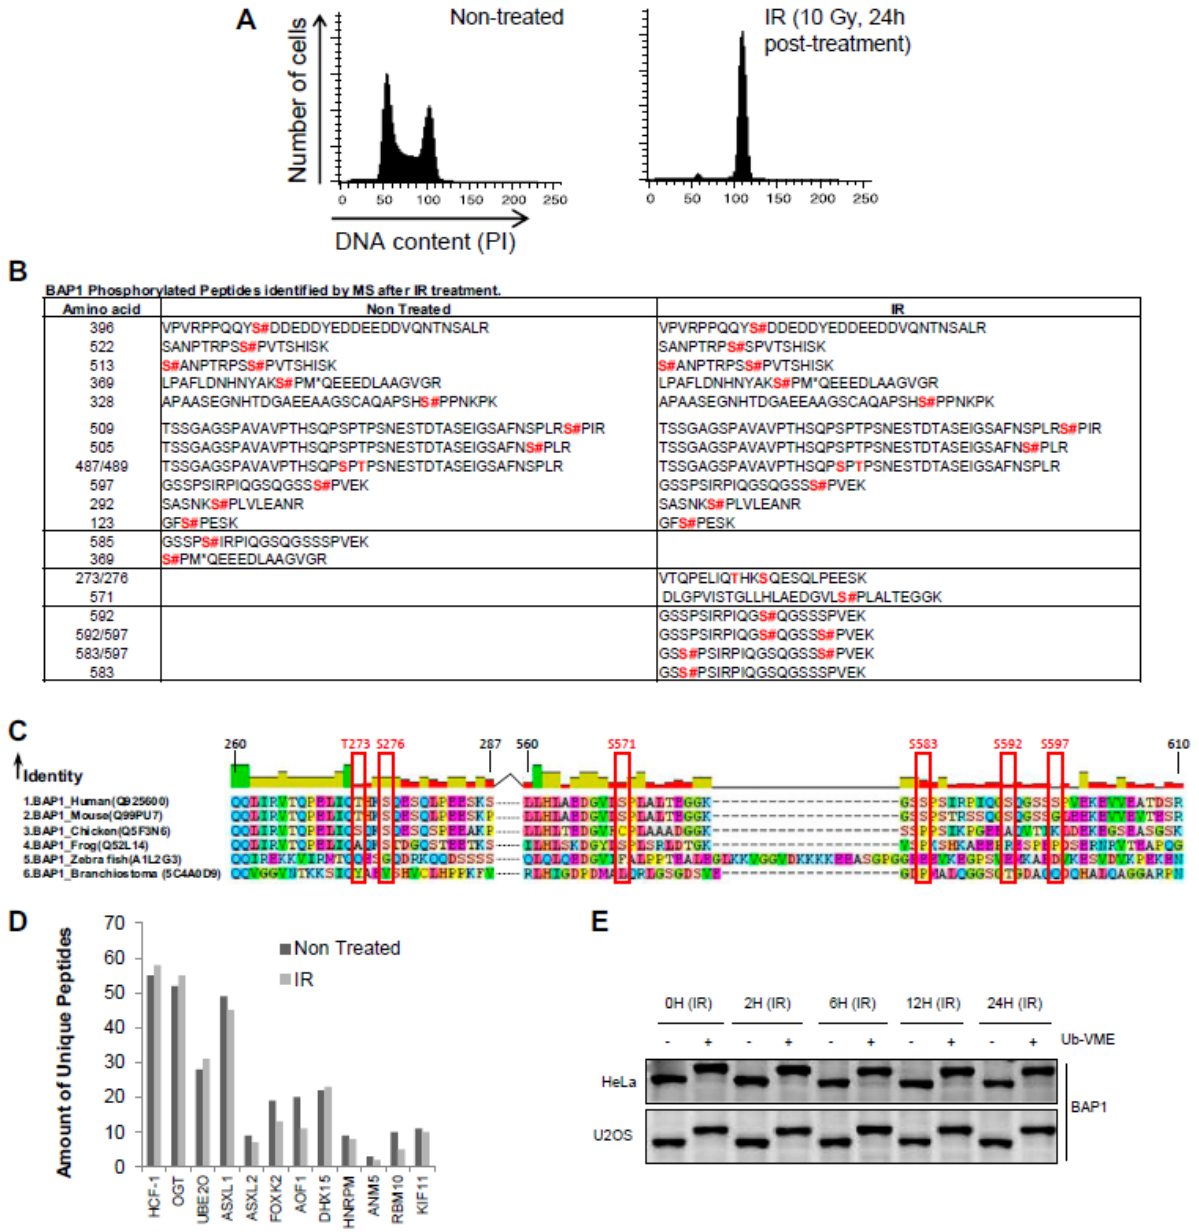 A
Non-treated
IR (10 Gy, 24h
post-treatment)
Number of cells
0 50 100 150 200 250
0 50 100 150 200 250
DNA content (PI)
B
BAP1 Phosphorylated Peptides identified by MS after IR treatment.
Amino acid Non Treated IR
396 VPVRPPQQYS#DDEDDYEDDEEDDVQNTNSALR VPVRPPQQYS#DDEDDYEDDEEDDVQNTNSALR
522 SANPTRPSS#PVTSHISK SANPTRPS#SPVTSHISK
513 S#ANPTRPSS#PVTSHISK S#ANPTRPSS#PVTSHISK
369 LPAFLDNHNYAKS#PM*QEEEDLAAGVGR LPAFLDNHNYAKS#PM*QEEEDLAAGVGR
328 APAASEGNHTDGAEEAAGSCAQAPSHS#PPNKPK APAASEGNHTDGAEEAAGSCAQAPSHS#PPNKPK
509 TSSGAGSPAVAVPTHSQPSPTPSNESTDTASEIGSAFNSPLRS#PIR TSSGAGSPAVAVPTHSQPSPTPSNESTDTASEIGSAFNSPLRS#PIR
505 TSSGAGSPAVAVPTHSQPSPTPSNESTDTASEIGSAFNS#PLR TSSGAGSPAVAVPTHSQPSPTPSNESTDTASEIGSAFNS#PLR
487/489 TSSGAGSPAVAVPTHSQPSPTPSNESTDTASEIGSAFNSPLR TSSGAGSPAVAVPTHSQPSPTPSNESTDTASEIGSAFNSPLR
597 GSSPSIRPIQGSQGSSS#PVEK GSSPSIRPIQGSQGSSS#PVEK
292 SASNKS#PLVLEANR SASNKS#PLVLEANR
123 GFS#PESK GFS#PESK
585 GSSPS#IRPIQGSQGSSSPVEK
369 S#PM*QEEEDLAAGVGR
273/276 VTQPELIQTHKSQESQLPEESK
571 DLGPVISTGLLHLAEDGVLS#PLALTEGGK
592 GSSPSIRPIQGS#QGSSSPVEK
592/597 GSSPSIRPIQGS#QGSSS#PVEK
583/597 GSS#PSIRPIQGSQGSSS#PVEK
583 GSS#PSIRPIQGSQGSSSPVEK
C
260 T273 S276 287 560 S571 S583 S592 S597 610
Identity
1.BAP1_Human(Q925600)
2.BAP1_Mouse(Q99PU7)
3.BAP1_Chicken(Q5F3N6)
4.BAP1_Frog(Q52L14)
5.BAP1_Zebra fish(A1L2G3)
6.BAP1_Branchiostoma (5C4A0D9)
D
Amount of Unique Peptides
70
60
50
40
30
20
10
0
Non Treated
IR
HCF-1 OGT UBE2O ASXL1 ASXL2 FOXK2 AOF1 DHX15 HNRPM ANM5 RBM10 KIF11
E
0H (IR) 2H (IR) 6H (IR) 12H (IR) 24H (IR)
- + - + - + - + - + Ub-VME
HeLa
U2OS
BAP1